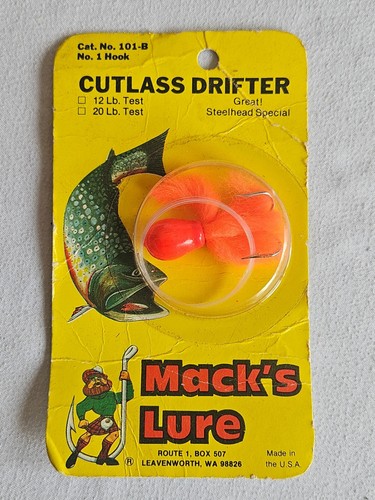 Cat. No. 101-B
No. 1 Hook
CUTLASS DRIFTER
☐ 12 Lb. Test
☐ 20 Lb. Test
Great!
Steelhead Special
Mack's
Lure
®
ROUTE 1, BOX 507
LEAVENWORTH, WA 98826
Made in
the U.S.A.